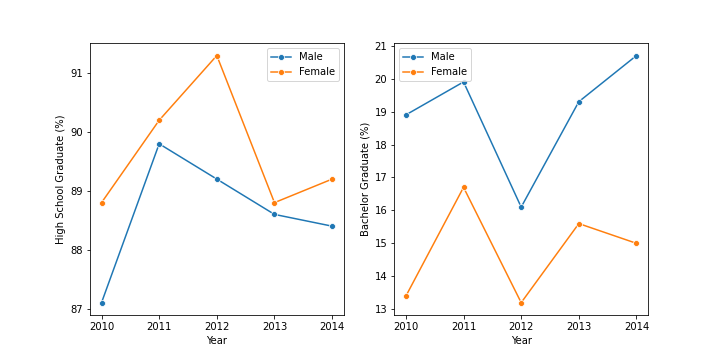 High School Graduate (%)
91
90
89
88
87
2010 2011 2012 2013 2014
Year
Male
Female
Bachelor Graduate (%)
21
20
19
18
17
16
15
14
13
2010 2011 2012 2013 2014
Year
Male
Female